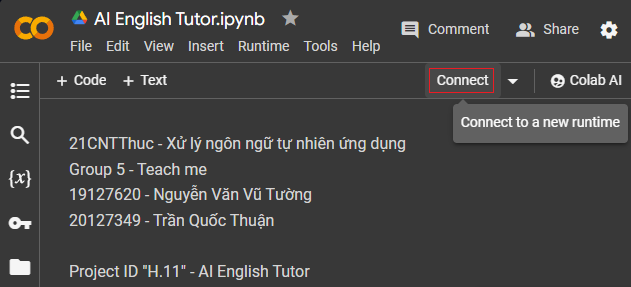 AI English Tutor.ipynb
Comment
Share
File Edit View Insert Runtime Tools Help
+ Code + Text
Connect
Colab AI
Connect to a new runtime
{x}
21CNTThuc - Xử lý ngôn ngữ tự nhiên ứng dụng
Group 5 - Teach me
19127620 - Nguyễn Văn Vũ Tường
20127349 - Trần Quốc Thuận
Project ID "H.11" - AI English Tutor